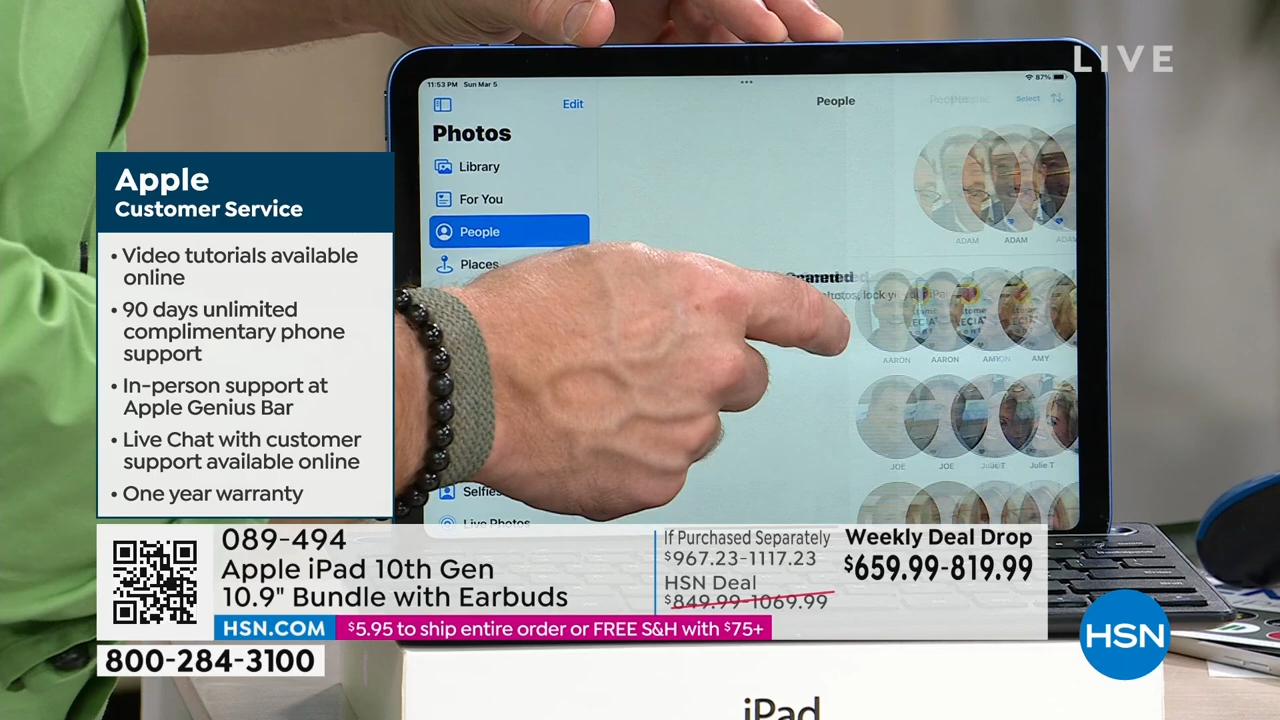 LIVE
11:53 PM Sun Mar 5
87%
Edit
People
Select
Photos
Library
For You
People
Places
Selfies
Live Photos
ADAM ADAM ADAM
AARON AARON AMY
JOE JOE Julie T
Apple
Customer Service
• Video tutorials available
online
• 90 days unlimited
complimentary phone
support
• In-person support at
Apple Genius Bar
• Live Chat with customer
support available online
• One year warranty
089-494
Apple iPad 10th Gen
10.9" Bundle with Earbuds
If Purchased Separately
$967.23-1117.23
HSN Deal
$849.99-1069.99
Weekly Deal Drop
$659.99-819.99
HSN.COM
$5.95 to ship entire order or FREE S&H with $75+
800-284-3100
HSN
iPad